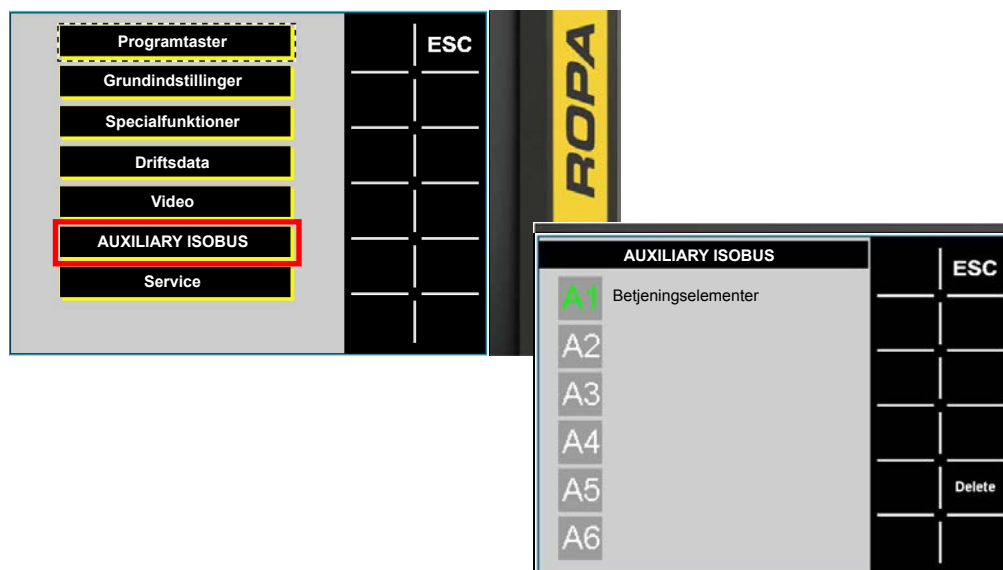 Programtaster
ESC
Grundindstillinger
Specialfunktioner
Driftsdata
Video
AUXILIARY ISOBUS
Service
ROPA
AUXILIARY ISOBUS
ESC
A1 Betjeningselementer
A2
A3
A4
A5
Delete
A6